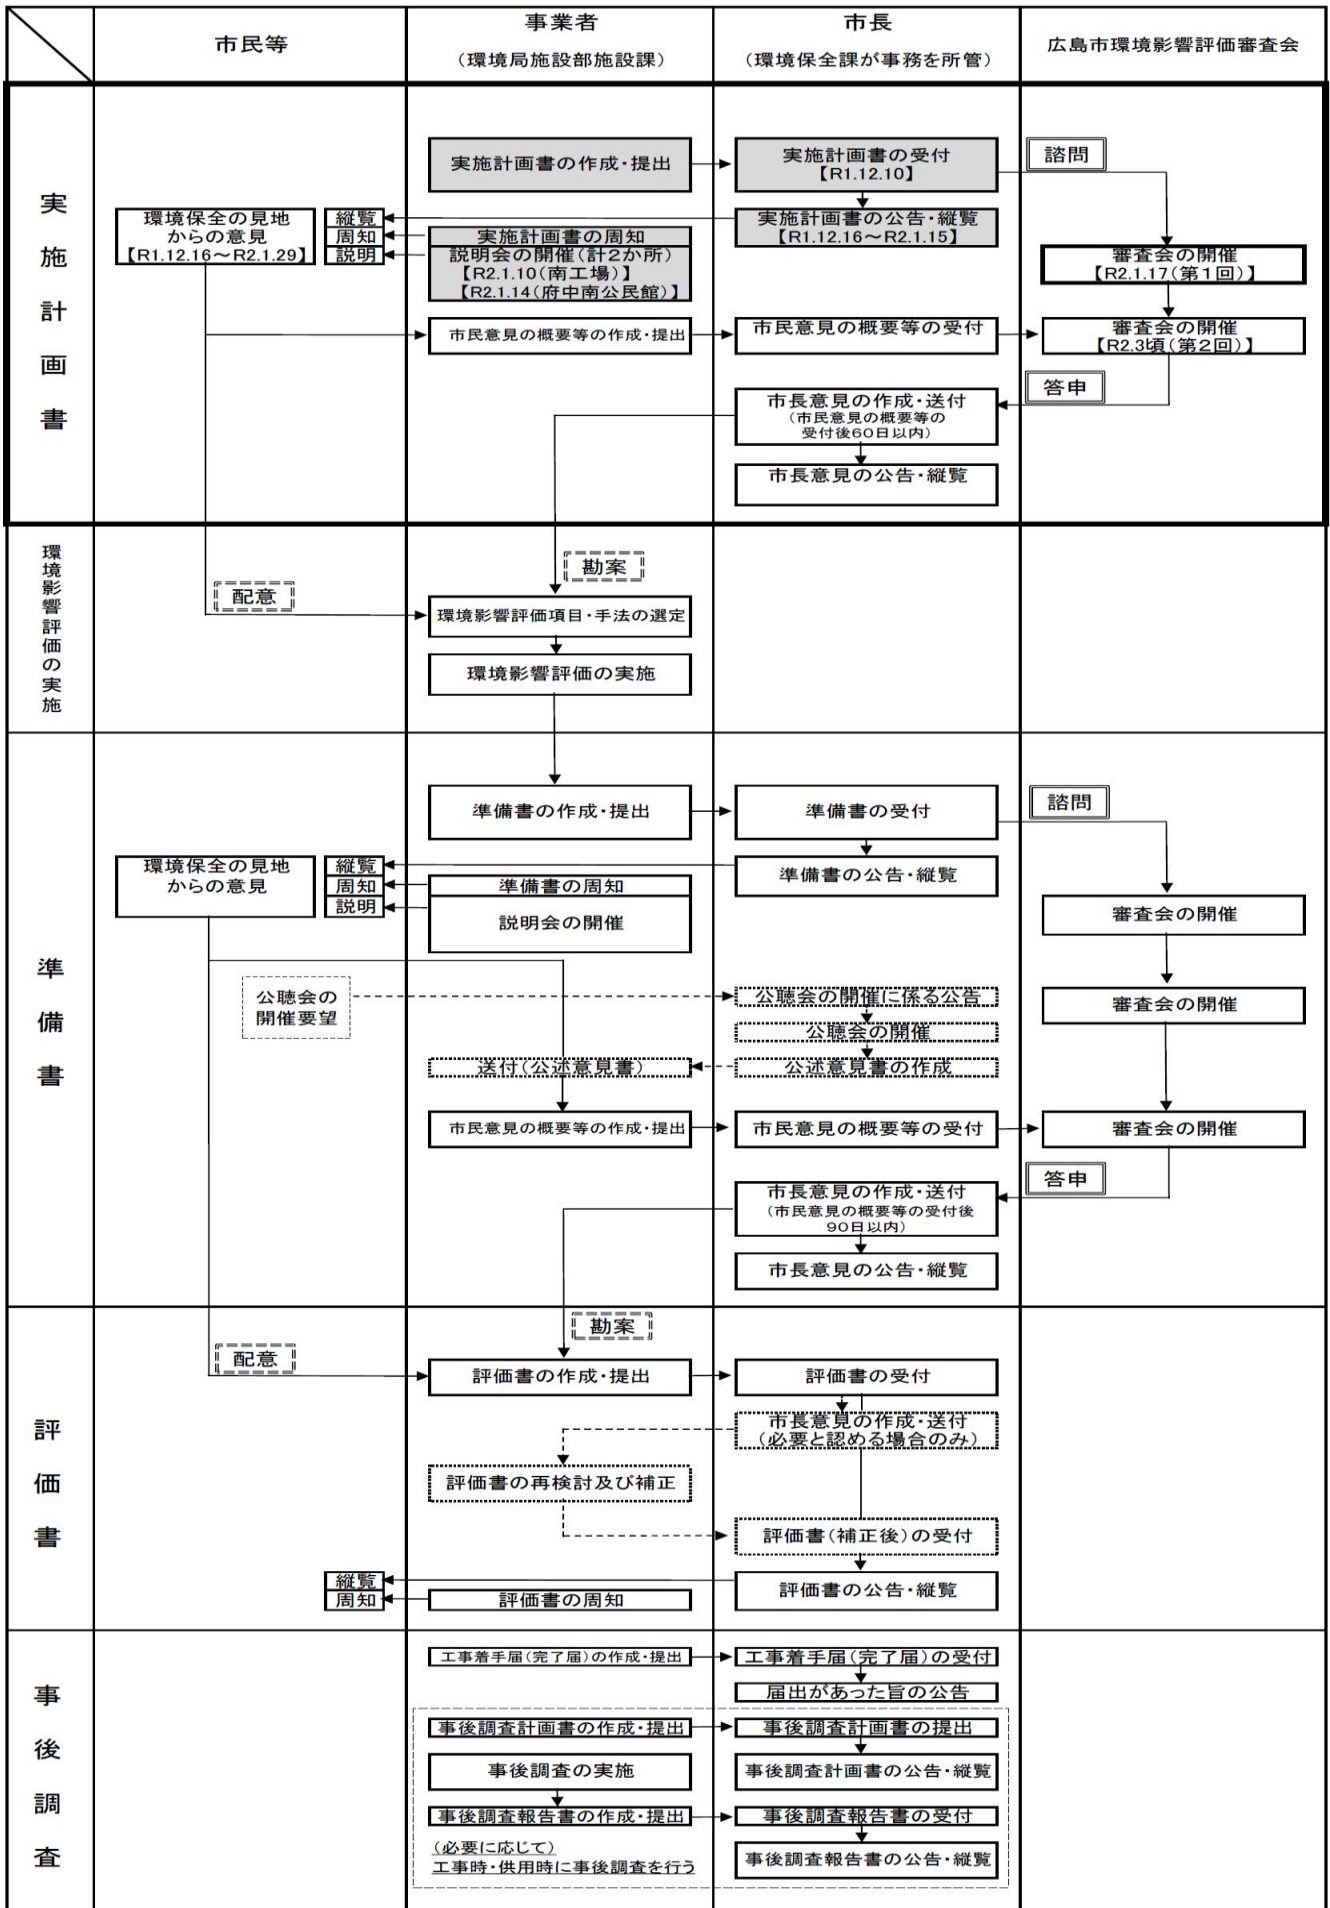 市民等
事業者
(環境局施設部施設課)
市長
(環境保全課が事務を所管)
広島市環境影響評価審査会
実施計画書
実施計画書の作成・提出
実施計画書の受付
【R1.12.10】
諮問
環境保全の見地
からの意見
【R1.12.16～R2.1.29】
縦覧
周知
説明
実施計画書の周知
説明会の開催(計2か所)
【R2.1.10(南工場)】
【R2.1.14(府中南公民館)】
実施計画書の公告・縦覧
【R1.12.16～R2.1.15】
審査会の開催
【R2.1.17(第1回)】
市民意見の概要等の作成・提出
市民意見の概要等の受付
審査会の開催
【R2.3頃(第2回)】
答申
市長意見の作成・送付
(市民意見の概要等の
受付後60日以内)
市長意見の公告・縦覧
環境影響評価の実施
勘案
配意
環境影響評価項目・手法の選定
環境影響評価の実施
準備書
準備書の作成・提出
準備書の受付
諮問
環境保全の見地
からの意見
縦覧
周知
説明
準備書の周知
説明会の開催
準備書の公告・縦覧
審査会の開催
公聴会の
開催要望
公聴会の開催に係る公告
審査会の開催
公聴会の開催
送付(公述意見書)
公述意見書の作成
市民意見の概要等の作成・提出
市民意見の概要等の受付
審査会の開催
答申
市長意見の作成・送付
(市民意見の概要等の受付後
90日以内)
市長意見の公告・縦覧
評価書
勘案
配意
評価書の作成・提出
評価書の受付
市長意見の作成・送付
(必要と認める場合のみ)
評価書の再検討及び補正
評価書(補正後)の受付
縦覧
周知
評価書の周知
評価書の公告・縦覧
事後調査
工事着手届(完了届)の作成・提出
工事着手届(完了届)の受付
届出があった旨の公告
事後調査計画書の作成・提出
事後調査計画書の提出
事後調査の実施
事後調査計画書の公告・縦覧
事後調査報告書の作成・提出
事後調査報告書の受付
(必要に応じて)
工事時・供用時に事後調査を行う
事後調査報告書の公告・縦覧